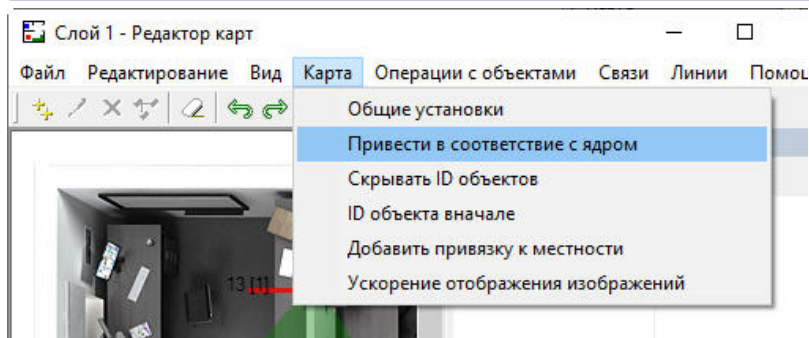 Слой 1 - Редактор карт
Файл Редактирование Вид Карта Операции с объектами Связи Линии
Общие установки
Привести в соответствие с ядром
Скрывать ID объектов
ID объекта вначале
Добавить привязку к местности
Ускорение отображения изображений
13 [1]